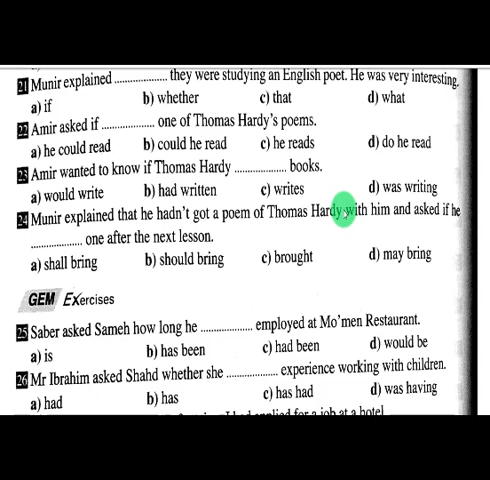 21 Munir explained .................. they were studying an English poet. He was very interesting.
a) if b) whether c) that d) what
22 Amir asked if .................. one of Thomas Hardy's poems.
a) he could read b) could he read c) he reads d) do he read
23 Amir wanted to know if Thomas Hardy .................. books.
a) would write b) had written c) writes d) was writing
24 Munir explained that he hadn't got a poem of Thomas Hardy with him and asked if he
.................. one after the next lesson.
a) shall bring b) should bring c) brought d) may bring
GEM Exercises
25 Saber asked Sameh how long he .................. employed at Mo'men Restaurant.
a) is b) has been c) had been d) would be
26 Mr Ibrahim asked Shahd whether she .................. experience working with children.
a) had b) has c) has had d) was having
for a job at a hotel